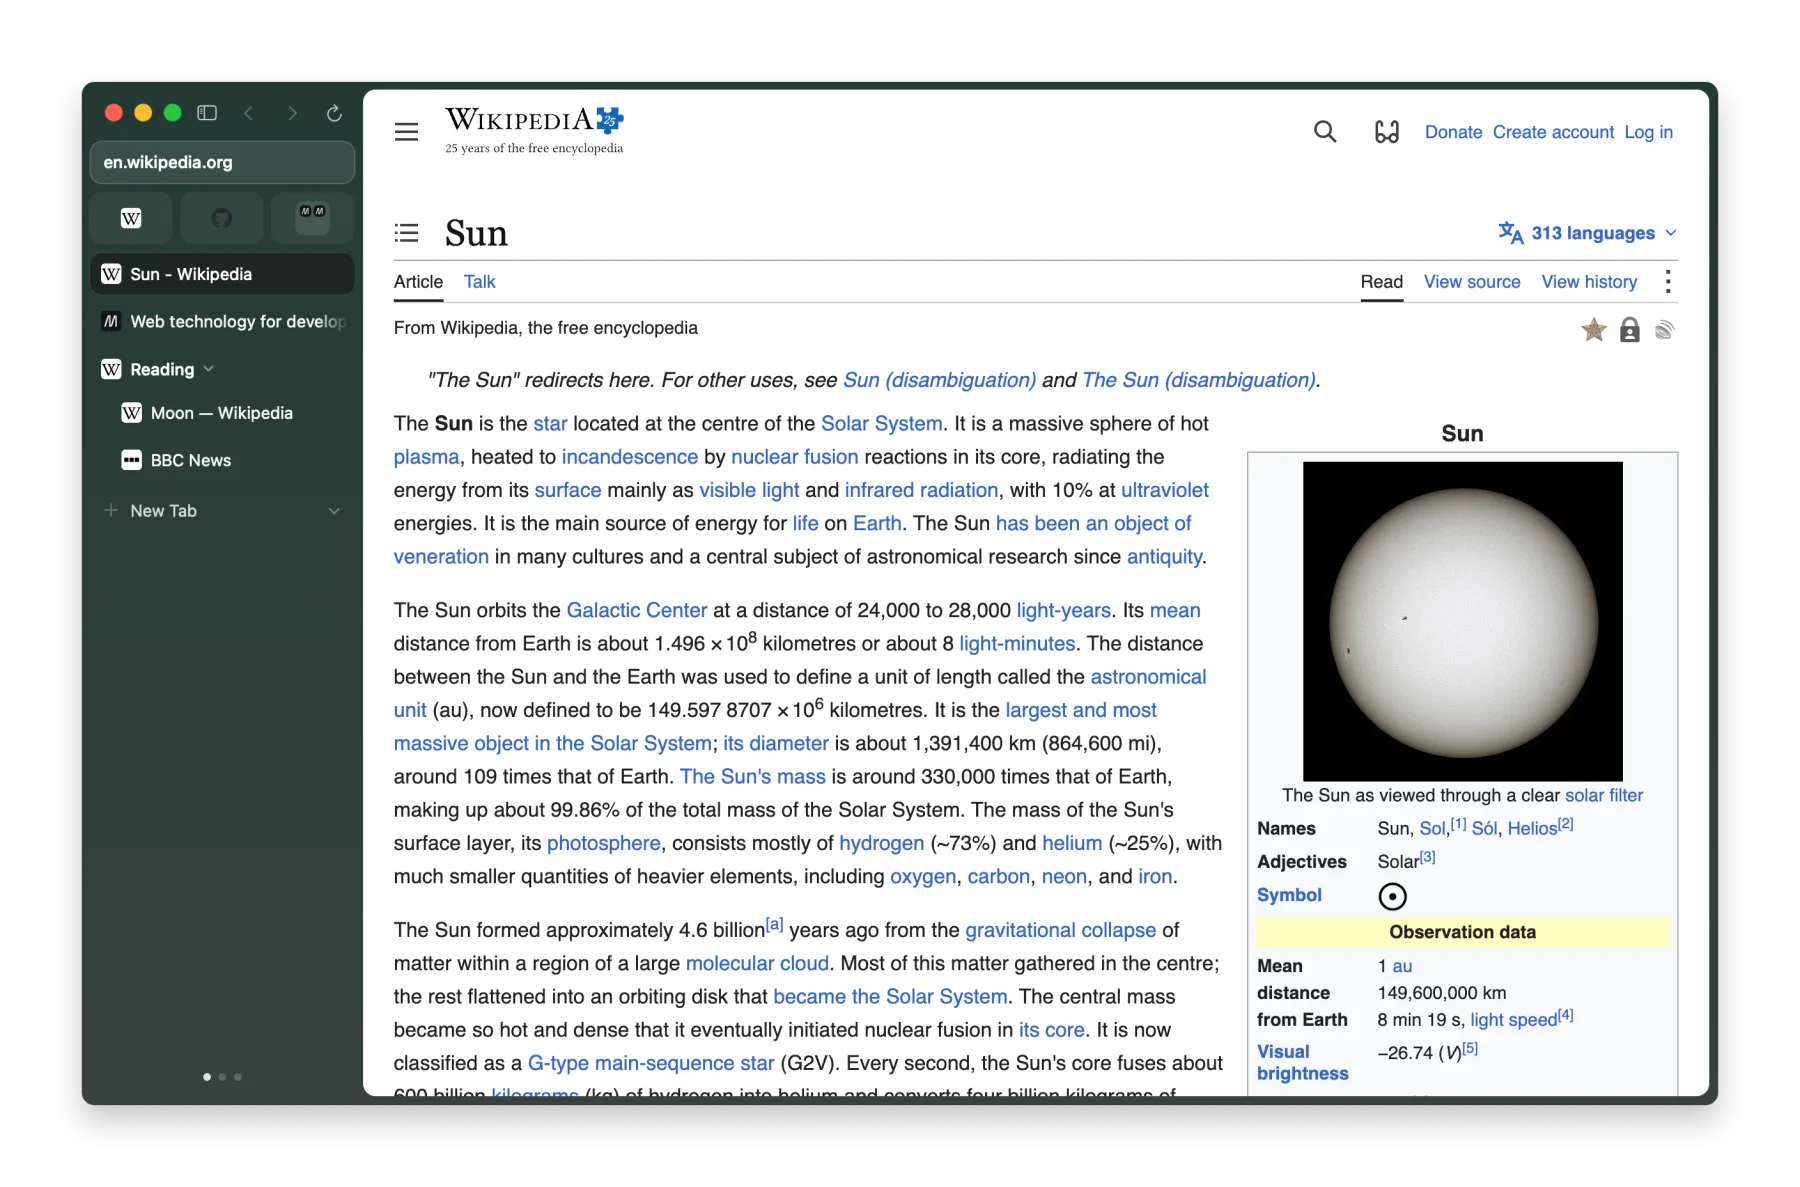 en.wikipedia.org
Sun - Wikipedia
Web technology for develop
Reading
Moon — Wikipedia
BBC News
New Tab
WIKIPEDIA 25
25 years of the free encyclopedia
Donate Create account Log in
Sun
313 languages
Article Talk
Read View source View history
From Wikipedia, the free encyclopedia
"The Sun" redirects here. For other uses, see Sun (disambiguation) and The Sun (disambiguation).
The Sun is the star located at the centre of the Solar System. It is a massive sphere of hot
plasma, heated to incandescence by nuclear fusion reactions in its core, radiating the
energy from its surface mainly as visible light and infrared radiation, with 10% at ultraviolet
energies. It is the main source of energy for life on Earth. The Sun has been an object of
veneration in many cultures and a central subject of astronomical research since antiquity.
The Sun orbits the Galactic Center at a distance of 24,000 to 28,000 light-years. Its mean
distance from Earth is about 1.496 × 10⁸ kilometres or about 8 light-minutes. The distance
between the Sun and the Earth was used to define a unit of length called the astronomical
unit (au), now defined to be 149.597 8707 × 10⁶ kilometres. It is the largest and most
massive object in the Solar System; its diameter is about 1,391,400 km (864,600 mi),
around 109 times that of Earth. The Sun's mass is around 330,000 times that of Earth,
making up about 99.86% of the total mass of the Solar System. The mass of the Sun's
surface layer, its photosphere, consists mostly of hydrogen (~73%) and helium (~25%), with
much smaller quantities of heavier elements, including oxygen, carbon, neon, and iron.
The Sun formed approximately 4.6 billion[a] years ago from the gravitational collapse of
matter within a region of a large molecular cloud. Most of this matter gathered in the centre;
the rest flattened into an orbiting disk that became the Solar System. The central mass
became so hot and dense that it eventually initiated nuclear fusion in its core. It is now
classified as a G-type main-sequence star (G2V). Every second, the Sun's core fuses about
600 billion kilograms (kg) of hydrogen into helium and converts four billion kilograms of
Sun
The Sun as viewed through a clear solar filter
Names Sun, Sol,[1] Sól, Helios[2]
Adjectives Solar[3]
Symbol
Observation data
Mean 1 au
distance 149,600,000 km
from Earth 8 min 19 s, light speed[4]
Visual −26.74 (V)[5]
brightness